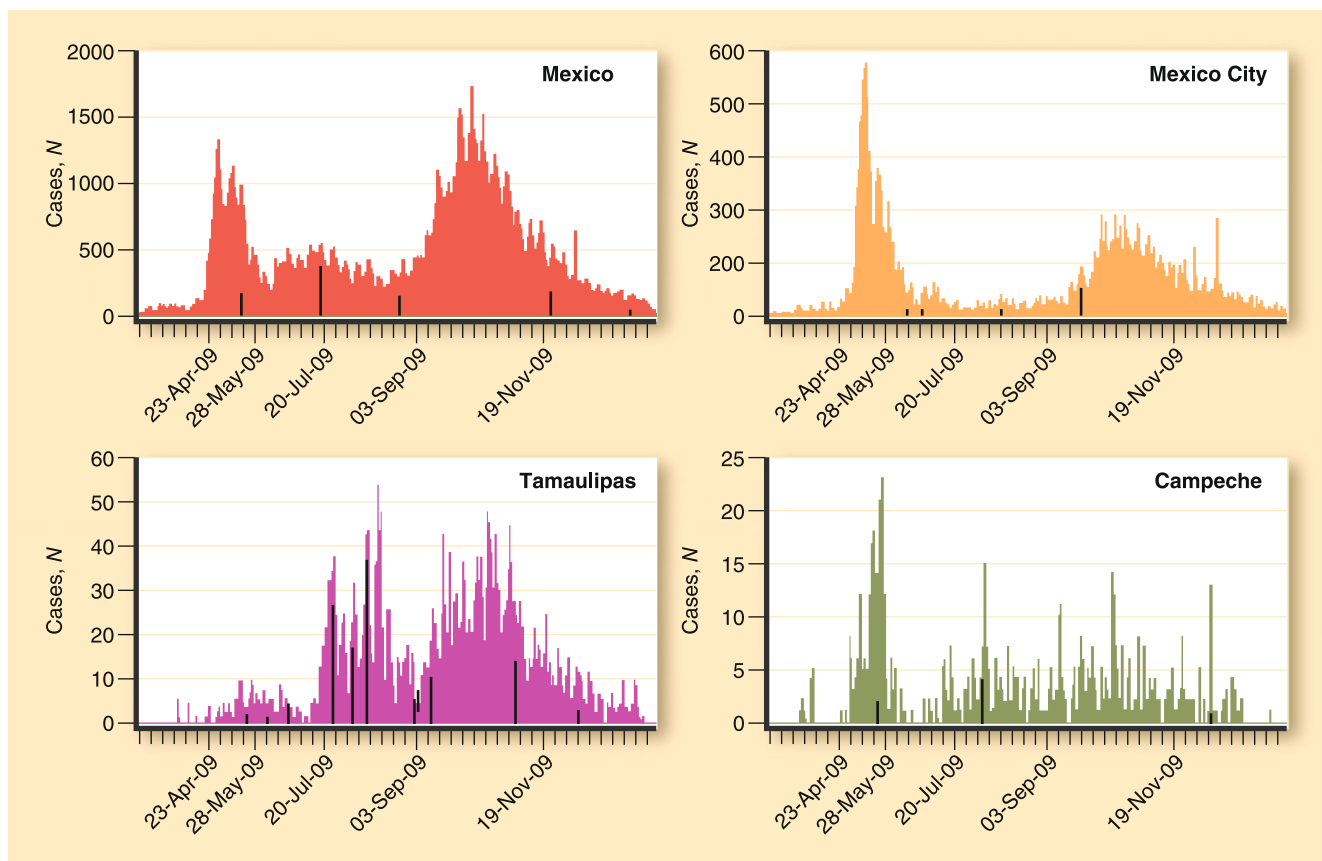 Mexico
Cases, N
2000
1500
1000
500
0
23-Apr-09
28-May-09
20-Jul-09
03-Sep-09
19-Nov-09
Mexico City
Cases, N
600
500
400
300
200
100
0
23-Apr-09
28-May-09
20-Jul-09
03-Sep-09
19-Nov-09
Tamaulipas
Cases, N
60
50
40
30
20
10
0
23-Apr-09
28-May-09
20-Jul-09
03-Sep-09
19-Nov-09
Campeche
Cases, N
25
20
15
10
5
0
23-Apr-09
28-May-09
20-Jul-09
03-Sep-09
19-Nov-09